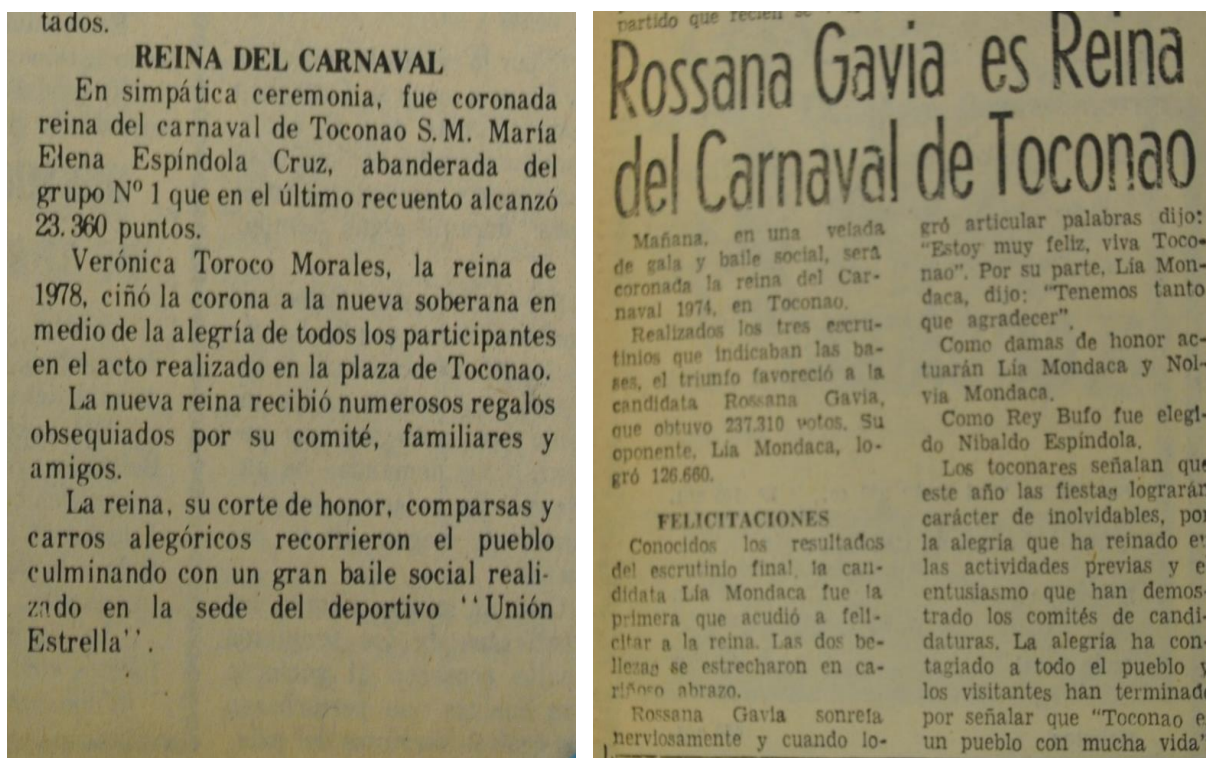 tados.
REINA DEL CARNAVAL
En simpática ceremonia, fue coronada
reina del carnaval de Toconao S.M. María
Elena Espíndola Cruz, abanderada del
grupo Nº 1 que en el último recuento alcanzó
23.360 puntos.
Verónica Toroco Morales, la reina de
1978, ciñó la corona a la nueva soberana en
medio de la alegría de todos los participantes
en el acto realizado en la plaza de Toconao.
La nueva reina recibió numerosos regalos
obsequiados por su comité, familiares y
amigos.
La reina, su corte de honor, comparsas y
carros alegóricos recorrieron el pueblo
culminando con un gran baile social reali-
zado en la sede del deportivo ''Unión
Estrella''.
partido que recien
Rossana Gavia es Reina
del Carnaval de Toconao
Mañana, en una velada
de gala y baile social, será
coronada la reina del Car-
naval 1974, en Toconao.
Realizados los tres escru-
tinios que indicaban las ba-
ses, el triunfo favoreció a la
candidata Rossana Gavia,
que obtuvo 237.310 votos. Su
oponente, Lía Mondaca, lo-
gró 126.660.
FELICITACIONES
Conocidos los resultados
del escrutinio final, la can-
didata Lía Mondaca fue la
primera que acudió a feli-
citar a la reina. Las dos be-
llezas se estrecharon en ca-
riñoso abrazo.
Rossana Gavia sonreía
nerviosamente y cuando lo-
gró articular palabras dijo:
"Estoy muy feliz, viva Toco-
nao". Por su parte, Lía Mon-
daca, dijo: "Tenemos tanto
que agradecer".
Como damas de honor ac-
tuarán Lía Mondaca y Nol-
via Mondaca.
Como Rey Bufo fue elegi-
do Nibaldo Espíndola.
Los toconares señalan que
este año las fiestas lograrán
carácter de inolvidables, por
la alegría que ha reinado en
las actividades previas y e
entusiasmo que han demos-
trado los comités de candi-
daturas. La alegría ha con-
tagiado a todo el pueblo y
los visitantes han terminado
por señalar que "Toconao e
un pueblo con mucha vida"